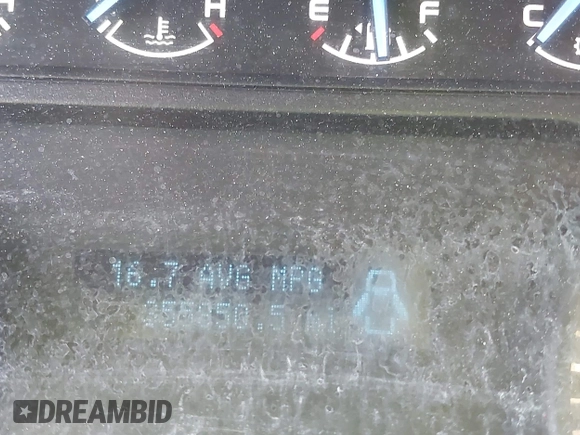 H H E F C
16.7 AVG MPG
DREAMBID